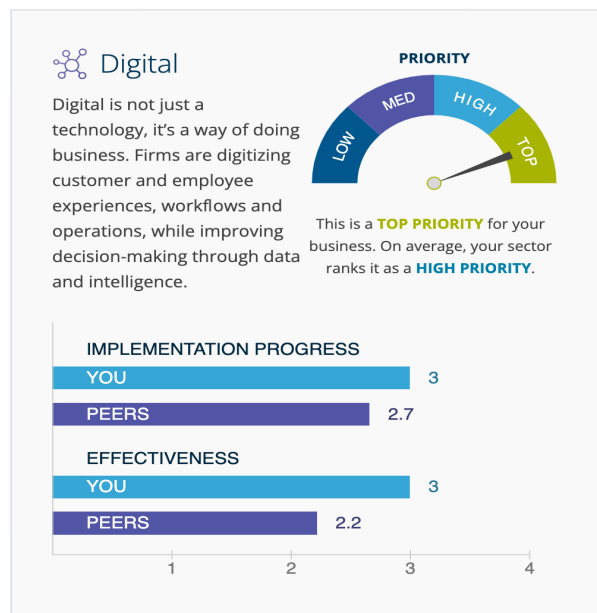 Digital
Digital is not just a
technology, it’s a way of doing
business. Firms are digitizing
customer and employee
experiences, workflows and
operations, while improving
decision-making through data
and intelligence.
PRIORITY
LOW
MED
HIGH
TOP
This is a TOP PRIORITY for your
business. On average, your sector
ranks it as a HIGH PRIORITY.
IMPLEMENTATION PROGRESS
YOU 3
PEERS 2.7
EFFECTIVENESS
YOU 3
PEERS 2.2
1 2 3 4